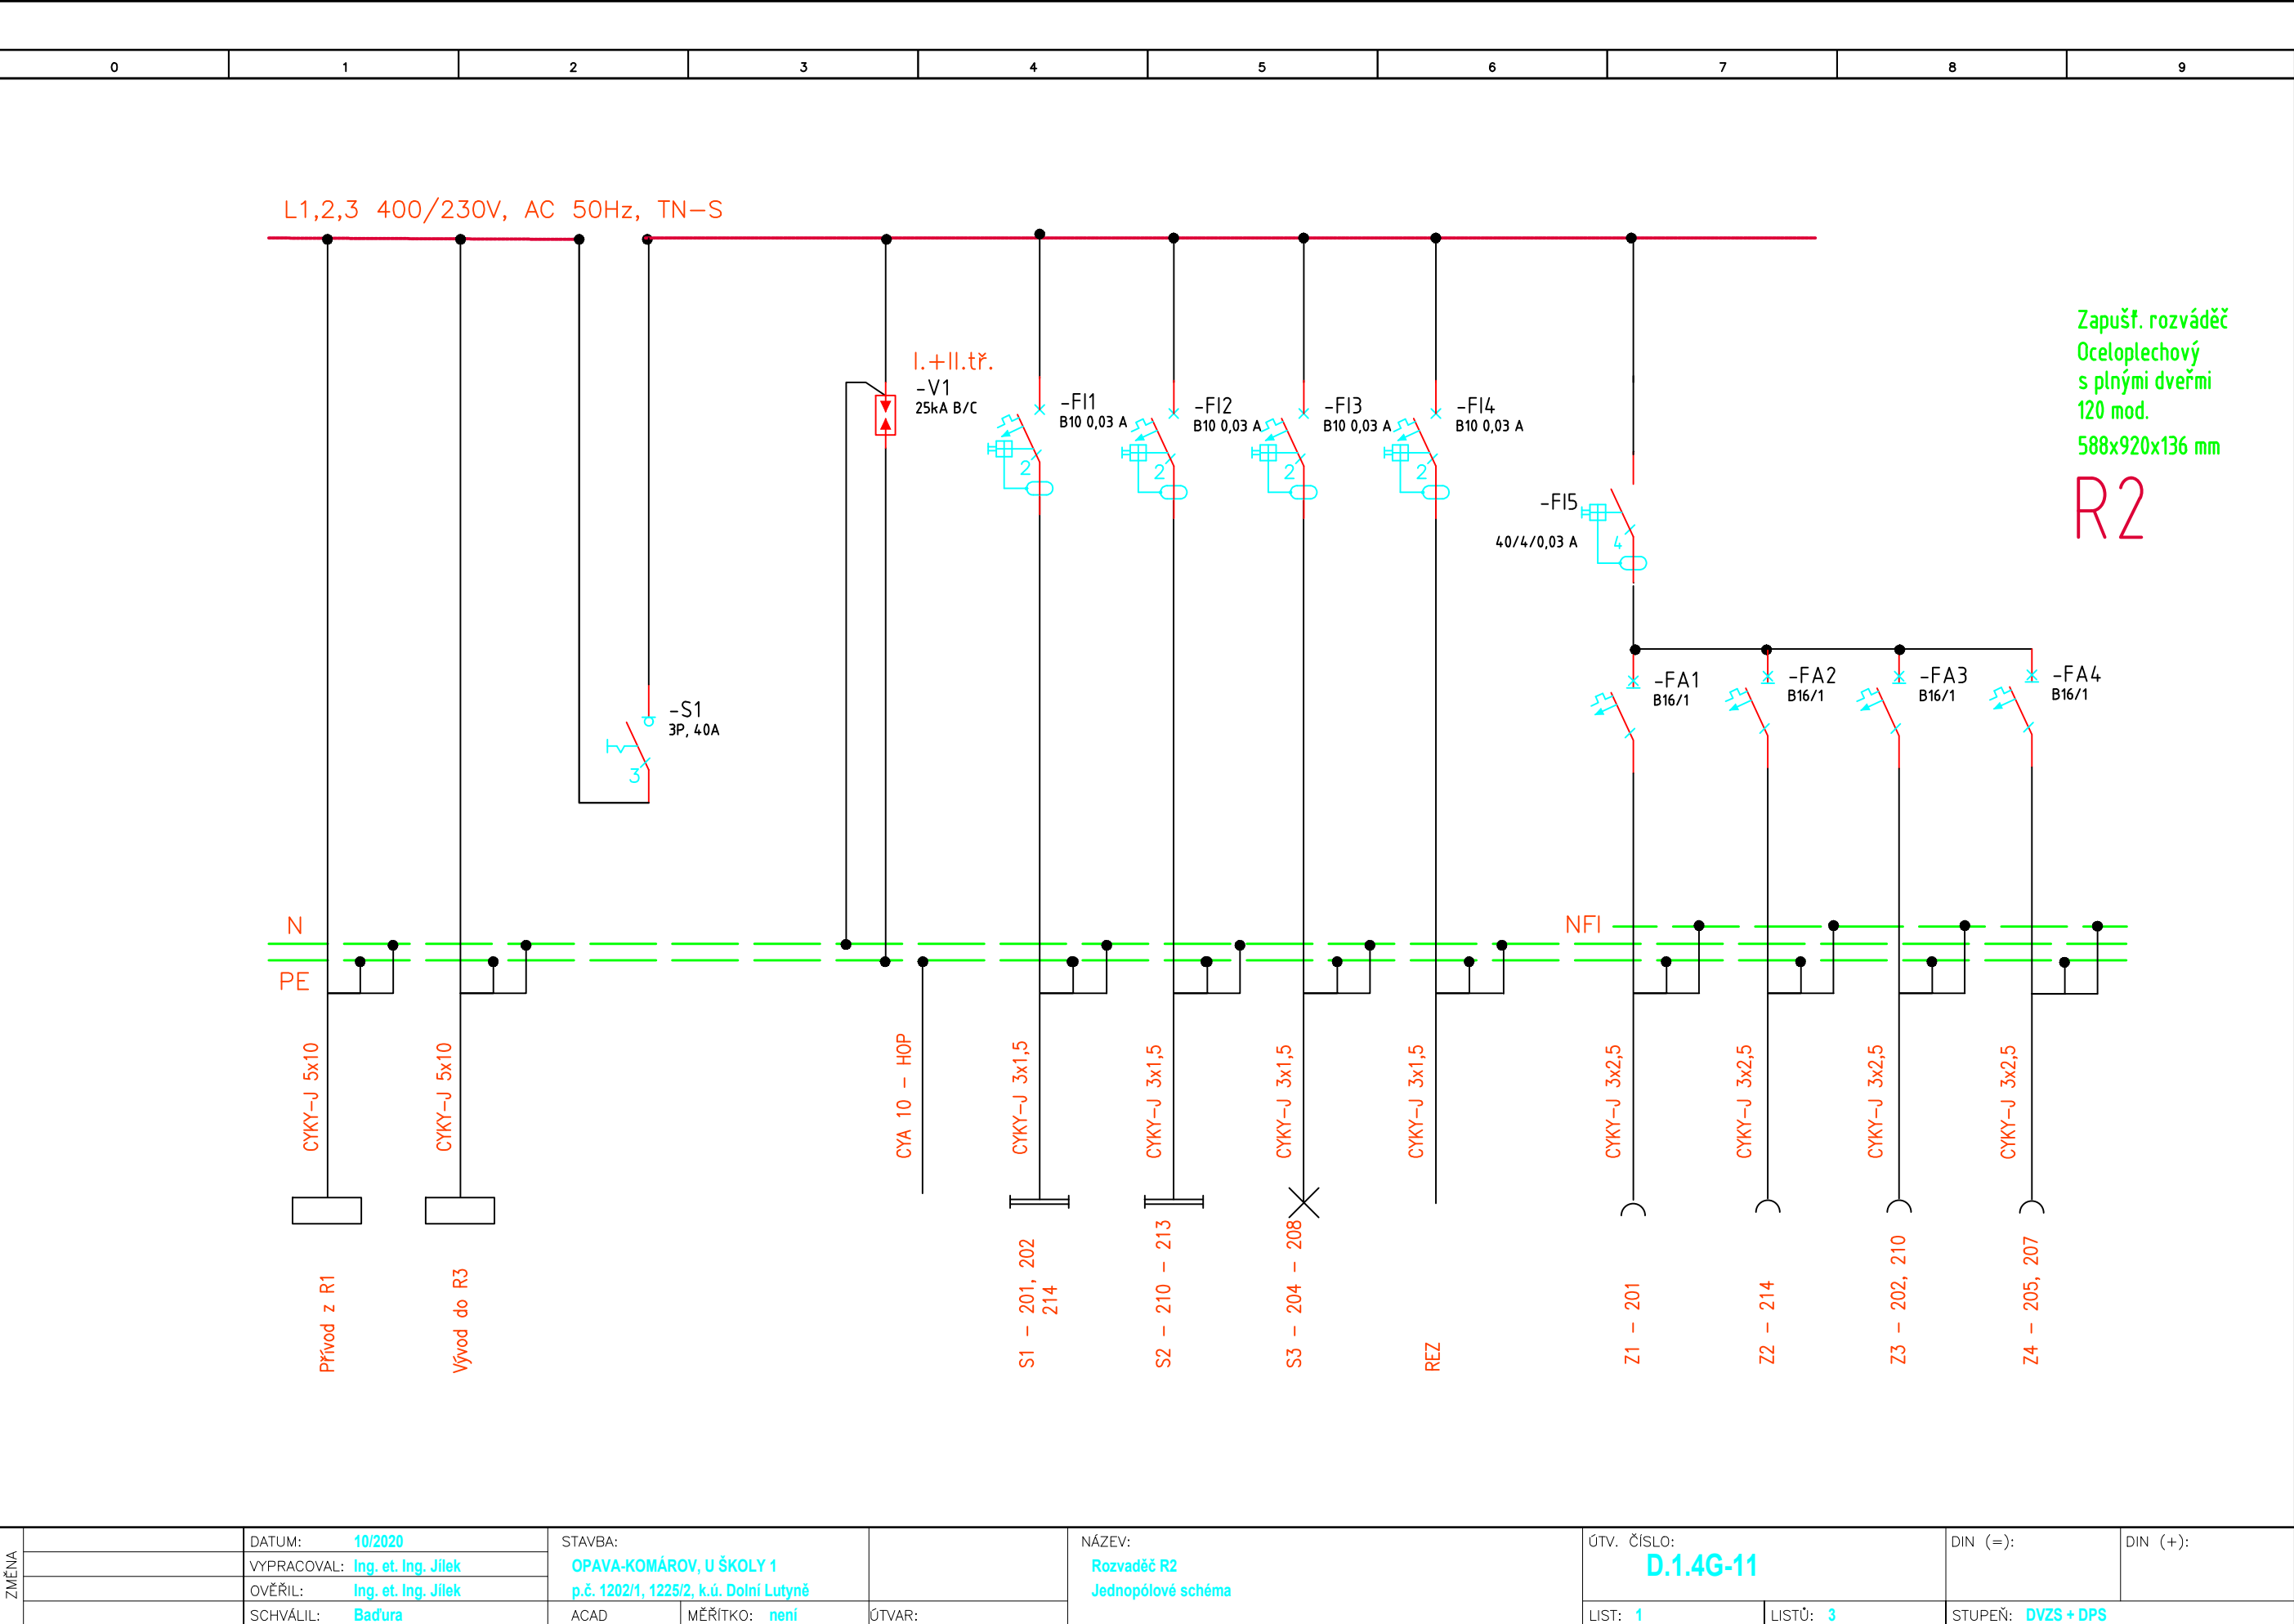 0 1 2 3 4 5 6 7 8 9
L1,2,3 400/230V, AC 50Hz, TN-S
Zapušť. rozváděč
Oceloplechový
s plnými dveřmi
120 mod.
588x920x136 mm
R2
I.+II.tř.
-V1
25kA B/C
-FI1
B10 0,03 A
2
-FI2
B10 0,03 A
2
-FI3
B10 0,03 A
2
-FI4
B10 0,03 A
2
-FI5
40/4/0,03 A
4
-S1
3P, 40A
3
-FA1
B16/1
-FA2
B16/1
-FA3
B16/1
-FA4
B16/1
N
NFI
PE
CYKY-J 5x10
CYKY-J 5x10
CYA 10 - HOP
CYKY-J 3x1,5
CYKY-J 3x1,5
CYKY-J 3x1,5
CYKY-J 3x1,5
CYKY-J 3x2,5
CYKY-J 3x2,5
CYKY-J 3x2,5
CYKY-J 3x2,5
Přívod z R1
Vývod do R3
S1 - 201, 202
214
S2 - 210 - 213
S3 - 204 - 208
REZ
Z1 - 201
Z2 - 214
Z3 - 202, 210
Z4 - 205, 207
ZMĚNA
DATUM: 10/2020
VYPRACOVAL: Ing. et. Ing. Jílek
OVĚŘIL: Ing. et. Ing. Jílek
SCHVÁLIL: Baďura
STAVBA:
OPAVA-KOMÁROV, U ŠKOLY 1
p.č. 1202/1, 1225/2, k.ú. Dolní Lutyně
ACAD
MĚŘÍTKO: není
ÚTVAR:
NÁZEV:
Rozvaděč R2
Jednopólové schéma
ÚTV. ČÍSLO:
D.1.4G-11
DIN (=):
DIN (+):
LIST: 1
LISTŮ: 3
STUPEŇ: DVZS + DPS